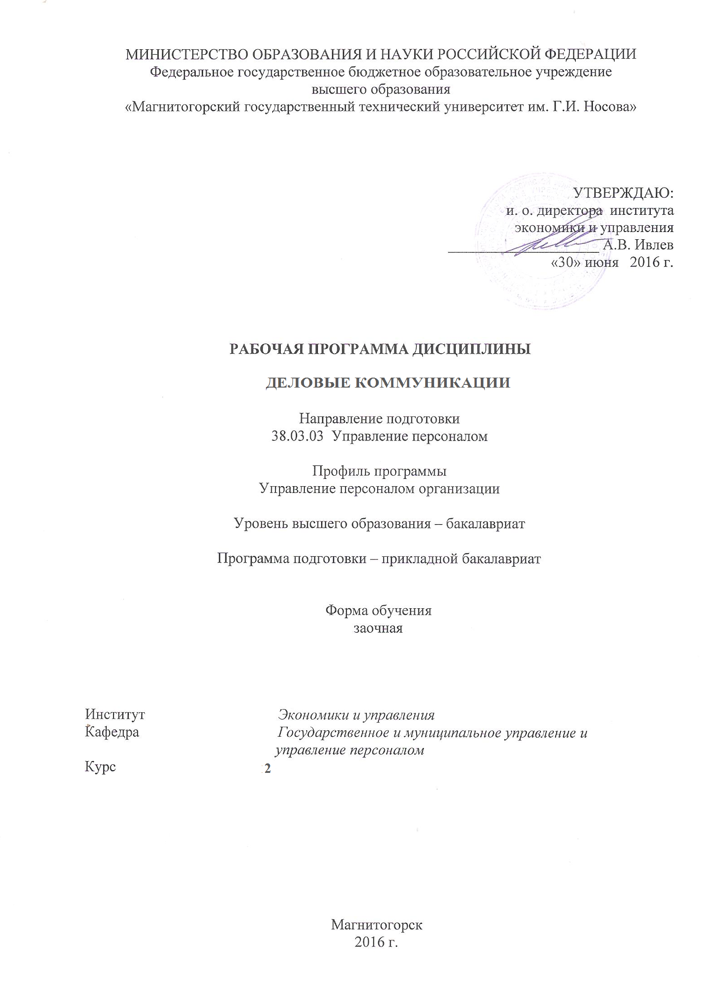 МИНИСТЕРСТВО ОБРАЗОВАНИЯ И НАУКИ РОССИЙСКОЙ ФЕДЕРАЦИИ
Федеральное государственное бюджетное образовательное учреждение
высшего образования
«Магнитогорский государственный технический университет им. Г.И. Носова»
УТВЕРЖДАЮ:
и. о. директора института
экономики и управления
А.В. Ивлев
«30» июня 2016 г.
РАБОЧАЯ ПРОГРАММА ДИСЦИПЛИНЫ
ДЕЛОВЫЕ КОММУНИКАЦИИ
Направление подготовки
38.03.03 Управление персоналом
Профиль программы
Управление персоналом организации
Уровень высшего образования – бакалавриат
Программа подготовки – прикладной бакалавриат
Форма обучения
заочная
Институт Экономики и управления
Кафедра Государственное и муниципальное управление и
управление персоналом
Курс 2
Магнитогорск
2016 г.